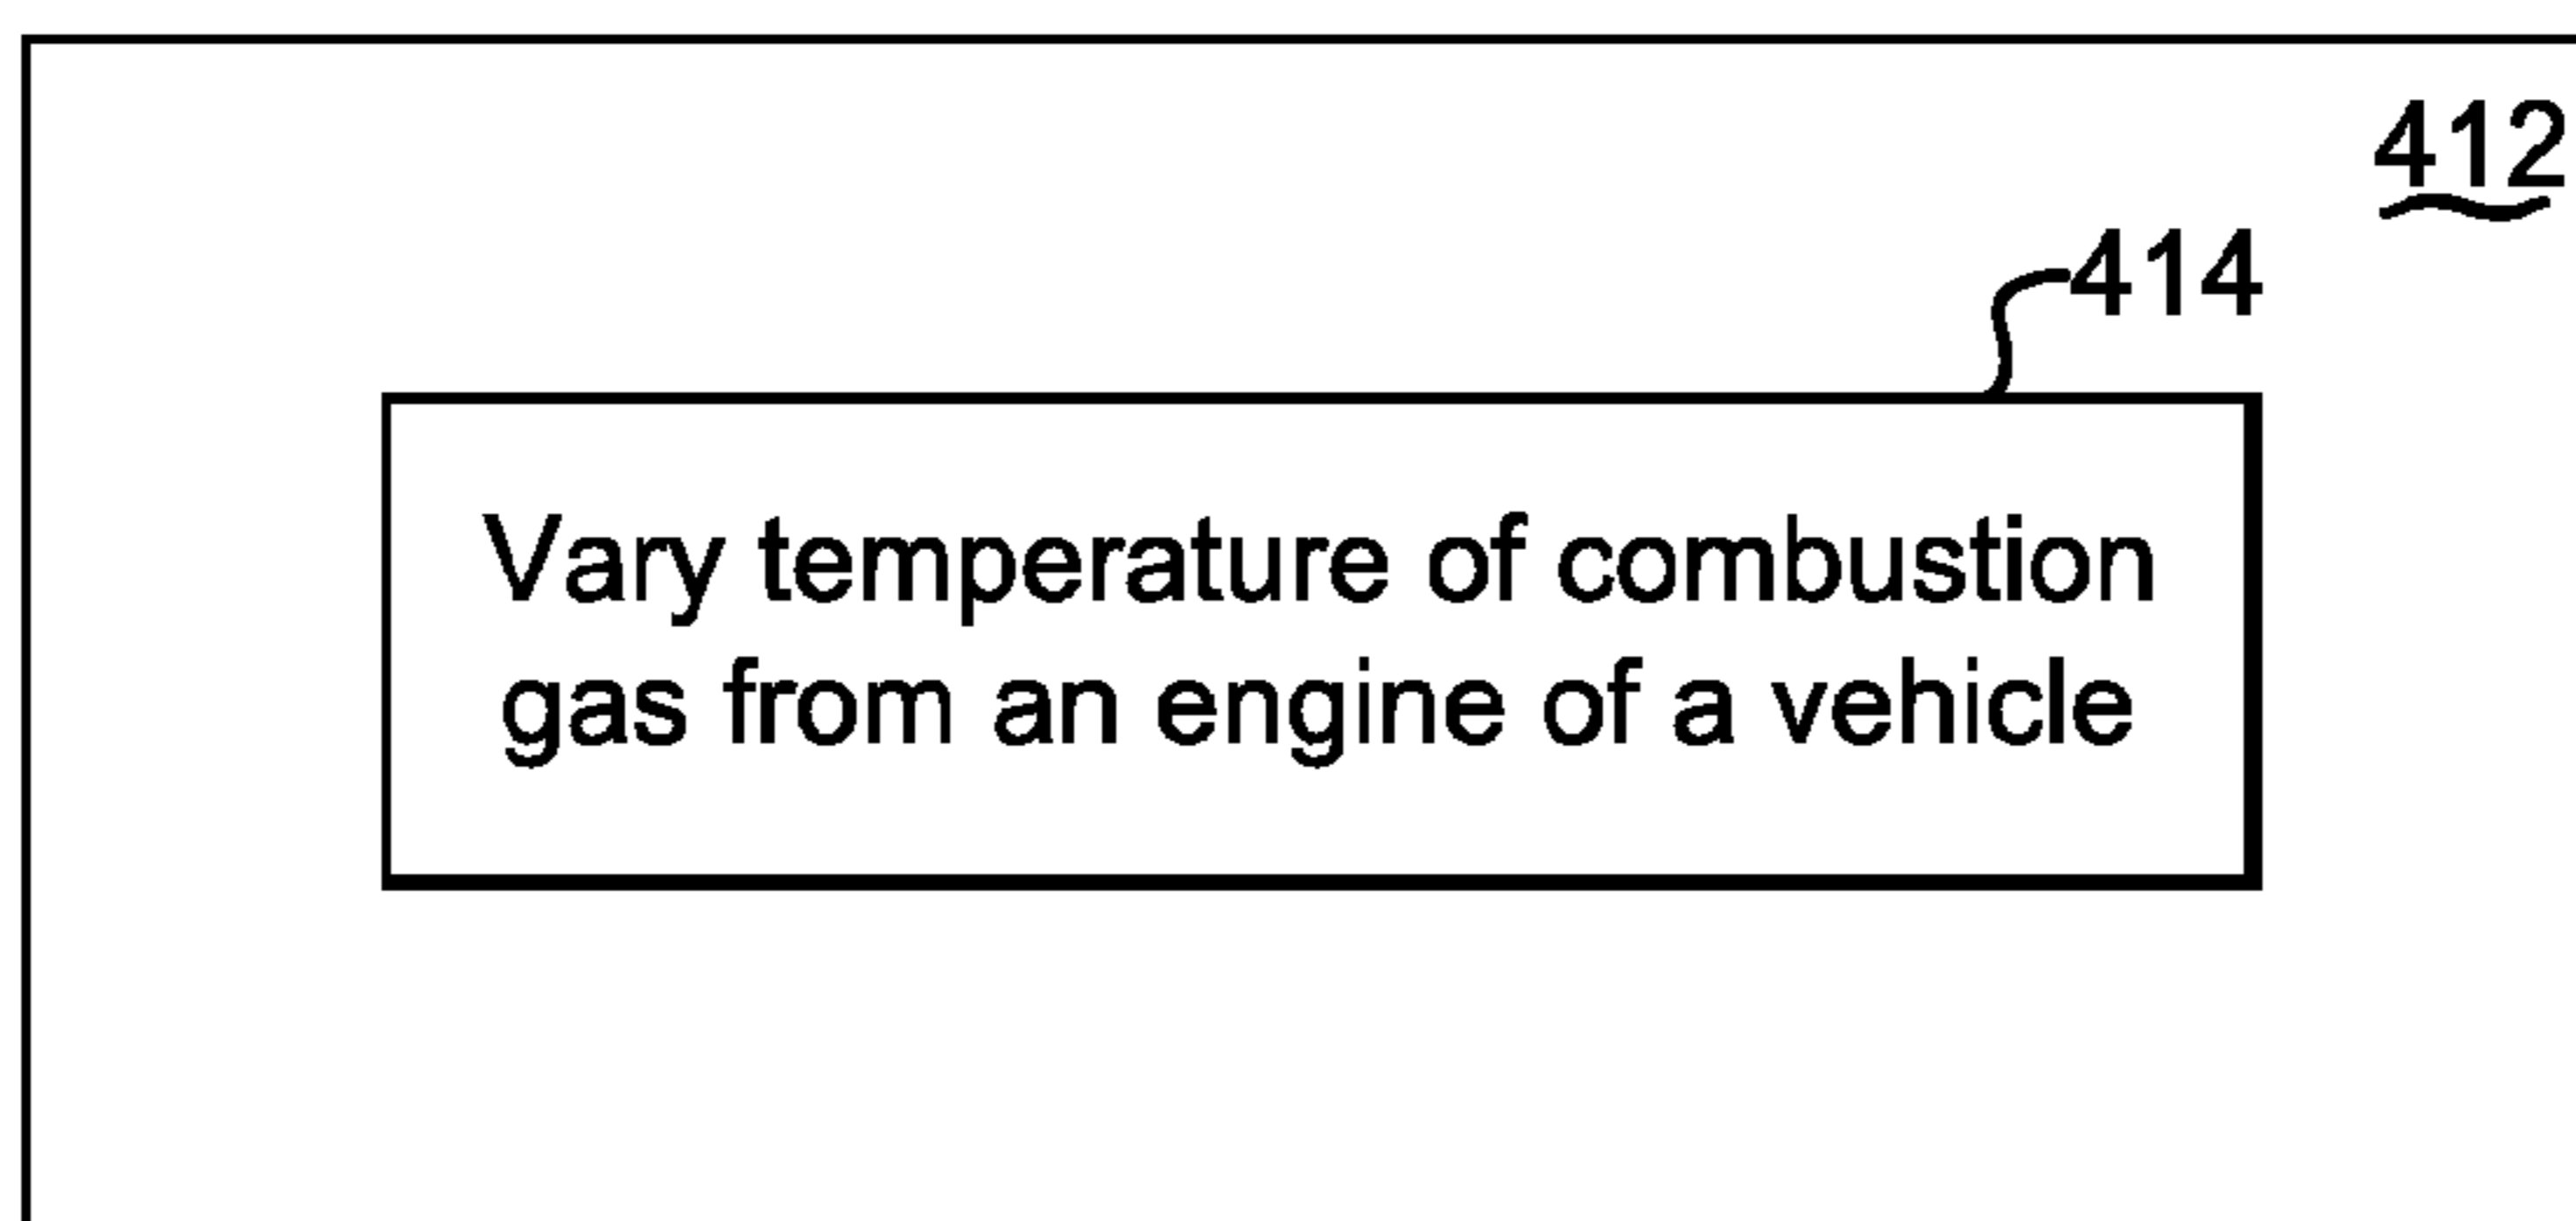 412
414
Vary temperature of combustion
gas from an engine of a vehicle